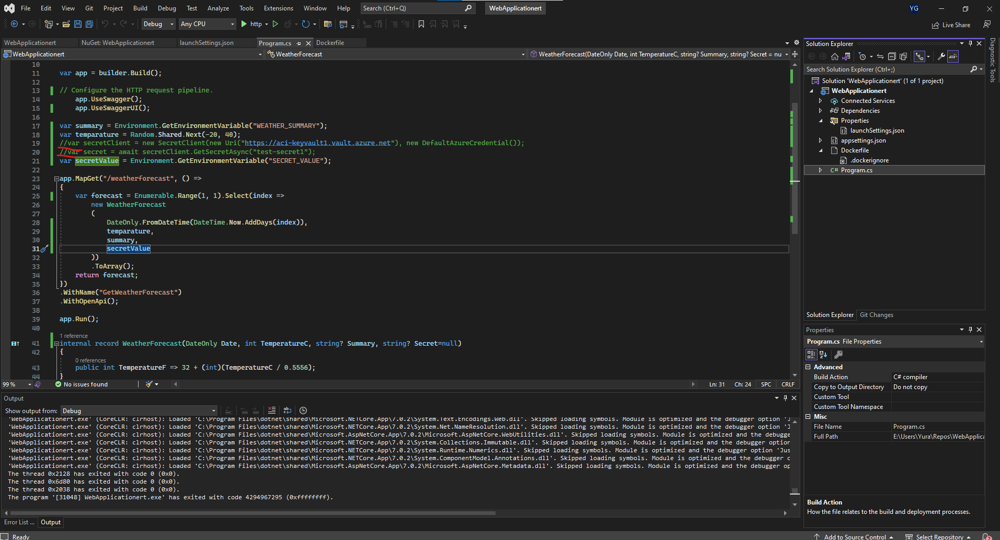 File Edit View Git Project Build Debug Test Analyze Tools Extensions Window Help Search (Ctrl+Q) WebApplicationert YG
Debug Any CPU http Live Share
WebApplicationert NuGet: WebApplicationert launchSettings.json Program.cs Dockerfile
WebApplicationert WeatherForecast WeatherForecast(DateOnly Date, int TemperatureC, string? Summary, string? Secret = nu
10
11 var app = builder.Build();
12
13 // Configure the HTTP request pipeline.
14 app.UseSwagger();
15 app.UseSwaggerUI();
16
17 var summary = Environment.GetEnvironmentVariable("WEATHER_SUMMARY");
18 var temparature = Random.Shared.Next(-20, 40);
19 //var secretClient = new SecretClient(new Uri("https://aci-keyvault1.vault.azure.net"), new DefaultAzureCredential());
20 //var secret = await secretClient.GetSecretAsync("test-secret1");
21 var secretValue = Environment.GetEnvironmentVariable("SECRET_VALUE");
22
23 app.MapGet("/weatherforecast", () =>
24 {
25 var forecast = Enumerable.Range(1, 1).Select(index =>
26 new WeatherForecast
27 (
28 DateOnly.FromDateTime(DateTime.Now.AddDays(index)),
29 temparature,
30 summary,
31 secretValue
32 ))
33 .ToArray();
34 return forecast;
35 })
36 .WithName("GetWeatherForecast")
37 .WithOpenApi();
38
39 app.Run();
40
1 reference
41 internal record WeatherForecast(DateOnly Date, int TemperatureC, string? Summary, string? Secret=null)
42 {
0 references
43 public int TemperatureF => 32 + (int)(TemperatureC / 0.5556);
44 }
99 % No issues found Ln: 31 Ch: 24 SPC CRLF
Output
Show output from: Debug
'WebApplicationert.exe' (CoreCLR: clrhost): Loaded 'C:\Program Files\dotnet\shared\Microsoft.NETCore.App\7.0.2\System.Text.Encodings.Web.dll'. Skipped loading symbols. Module is optimized and the debugger option 'J
'WebApplicationert.exe' (CoreCLR: clrhost): Loaded 'C:\Program Files\dotnet\shared\Microsoft.NETCore.App\7.0.2\System.Net.NameResolution.dll'. Skipped loading symbols. Module is optimized and the debugger option 'J
'WebApplicationert.exe' (CoreCLR: clrhost): Loaded 'C:\Program Files\dotnet\shared\Microsoft.AspNetCore.App\7.0.2\Microsoft.AspNetCore.WebUtilities.dll'. Skipped loading symbols. Module is optimized and the debugge
'WebApplicationert.exe' (CoreCLR: clrhost): Loaded 'C:\Program Files\dotnet\shared\Microsoft.NETCore.App\7.0.2\System.Collections.Immutable.dll'. Skipped loading symbols. Module is optimized and the debugger option
'WebApplicationert.exe' (CoreCLR: clrhost): Loaded 'C:\Program Files\dotnet\shared\Microsoft.NETCore.App\7.0.2\System.Runtime.Numerics.dll'. Skipped loading symbols. Module is optimized and the debugger option 'Jus
'WebApplicationert.exe' (CoreCLR: clrhost): Loaded 'C:\Program Files\dotnet\shared\Microsoft.NETCore.App\7.0.2\System.ComponentModel.Annotations.dll'. Skipped loading symbols. Module is optimized and the debugger o
'WebApplicationert.exe' (CoreCLR: clrhost): Loaded 'C:\Program Files\dotnet\shared\Microsoft.AspNetCore.App\7.0.2\Microsoft.AspNetCore.Metadata.dll'. Skipped loading symbols. Module is optimized and the debugger op
The thread 0x2128 has exited with code 0 (0x0).
The thread 0x6d80 has exited with code 0 (0x0).
The thread 0x2038 has exited with code 0 (0x0).
The program '[31048] WebApplicationert.exe' has exited with code 4294967295 (0xffffffff).
Error List ... Output
Solution Explorer
Search Solution Explorer (Ctrl+;)
Solution 'WebApplicationert' (1 of 1 project)
WebApplicationert
Connected Services
Dependencies
Properties
launchSettings.json
appsettings.json
Dockerfile
.dockerignore
C# Program.cs
Solution Explorer Git Changes
Properties
Program.cs File Properties
Advanced
Build Action C# compiler
Copy to Output Directory Do not copy
Custom Tool
Custom Tool Namespace
Misc
File Name Program.cs
Full Path E:\Users\Yura\Repos\WebApplica
Build Action
How the file relates to the build and deployment processes.
Diagnostic Tools
Ready Add to Source Control Select Repository 2